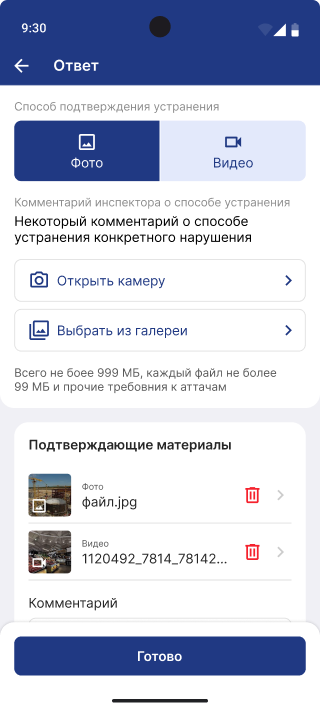 9:30
Ответ
Способ подтверждения устранения
Фото
Видео
Комментарий инспектора о способе устранения
Некоторый комментарий о способе
устранения конкретного нарушения
Открыть камеру
Выбрать из галереи
Всего не боее 999 МБ, каждый файл не более
99 МБ и прочие требовния к аттачам
Подтверждающие материалы
Фото
файл.jpg
Видео
1120492_7814_78142...
Комментарий
Готово